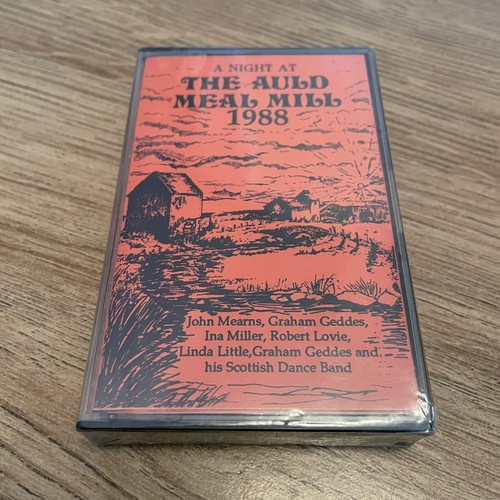 A NIGHT AT
THE AULD
MEAL MILL
1988
John Mearns, Graham Geddes,
Ina Miller, Robert Lovie,
Linda Little,Graham Geddes and
his Scottish Dance Band